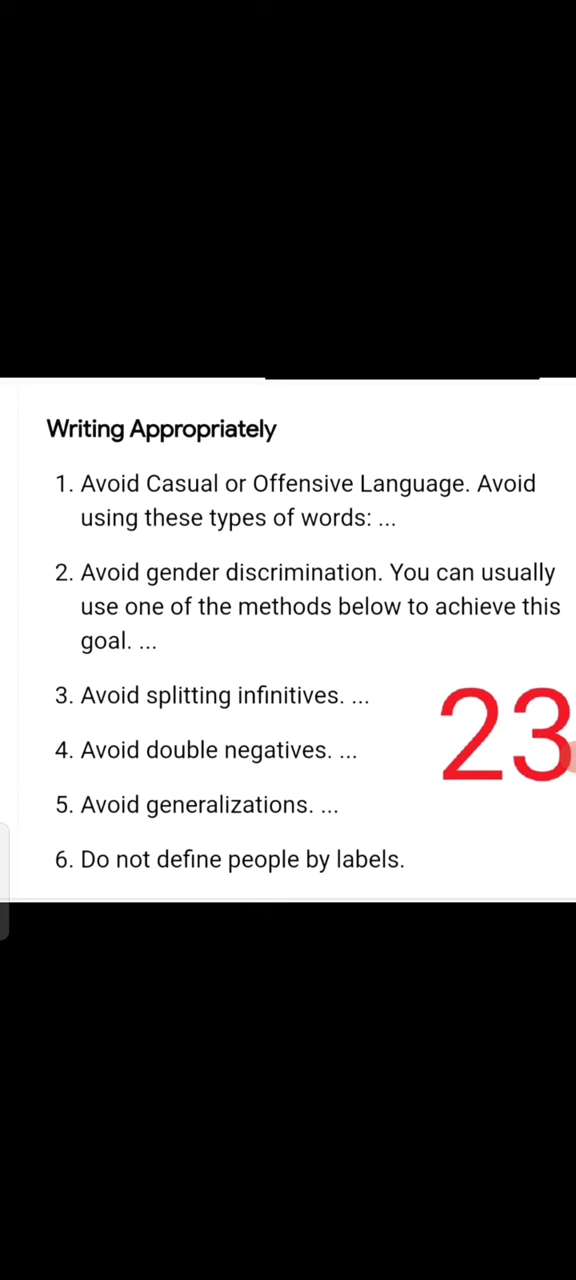 Writing Appropriately
1. Avoid Casual or Offensive Language. Avoid
using these types of words: ...
2. Avoid gender discrimination. You can usually
use one of the methods below to achieve this
goal. ...
3. Avoid splitting infinitives. ...
23
4. Avoid double negatives. ...
5. Avoid generalizations. ...
6. Do not define people by labels.